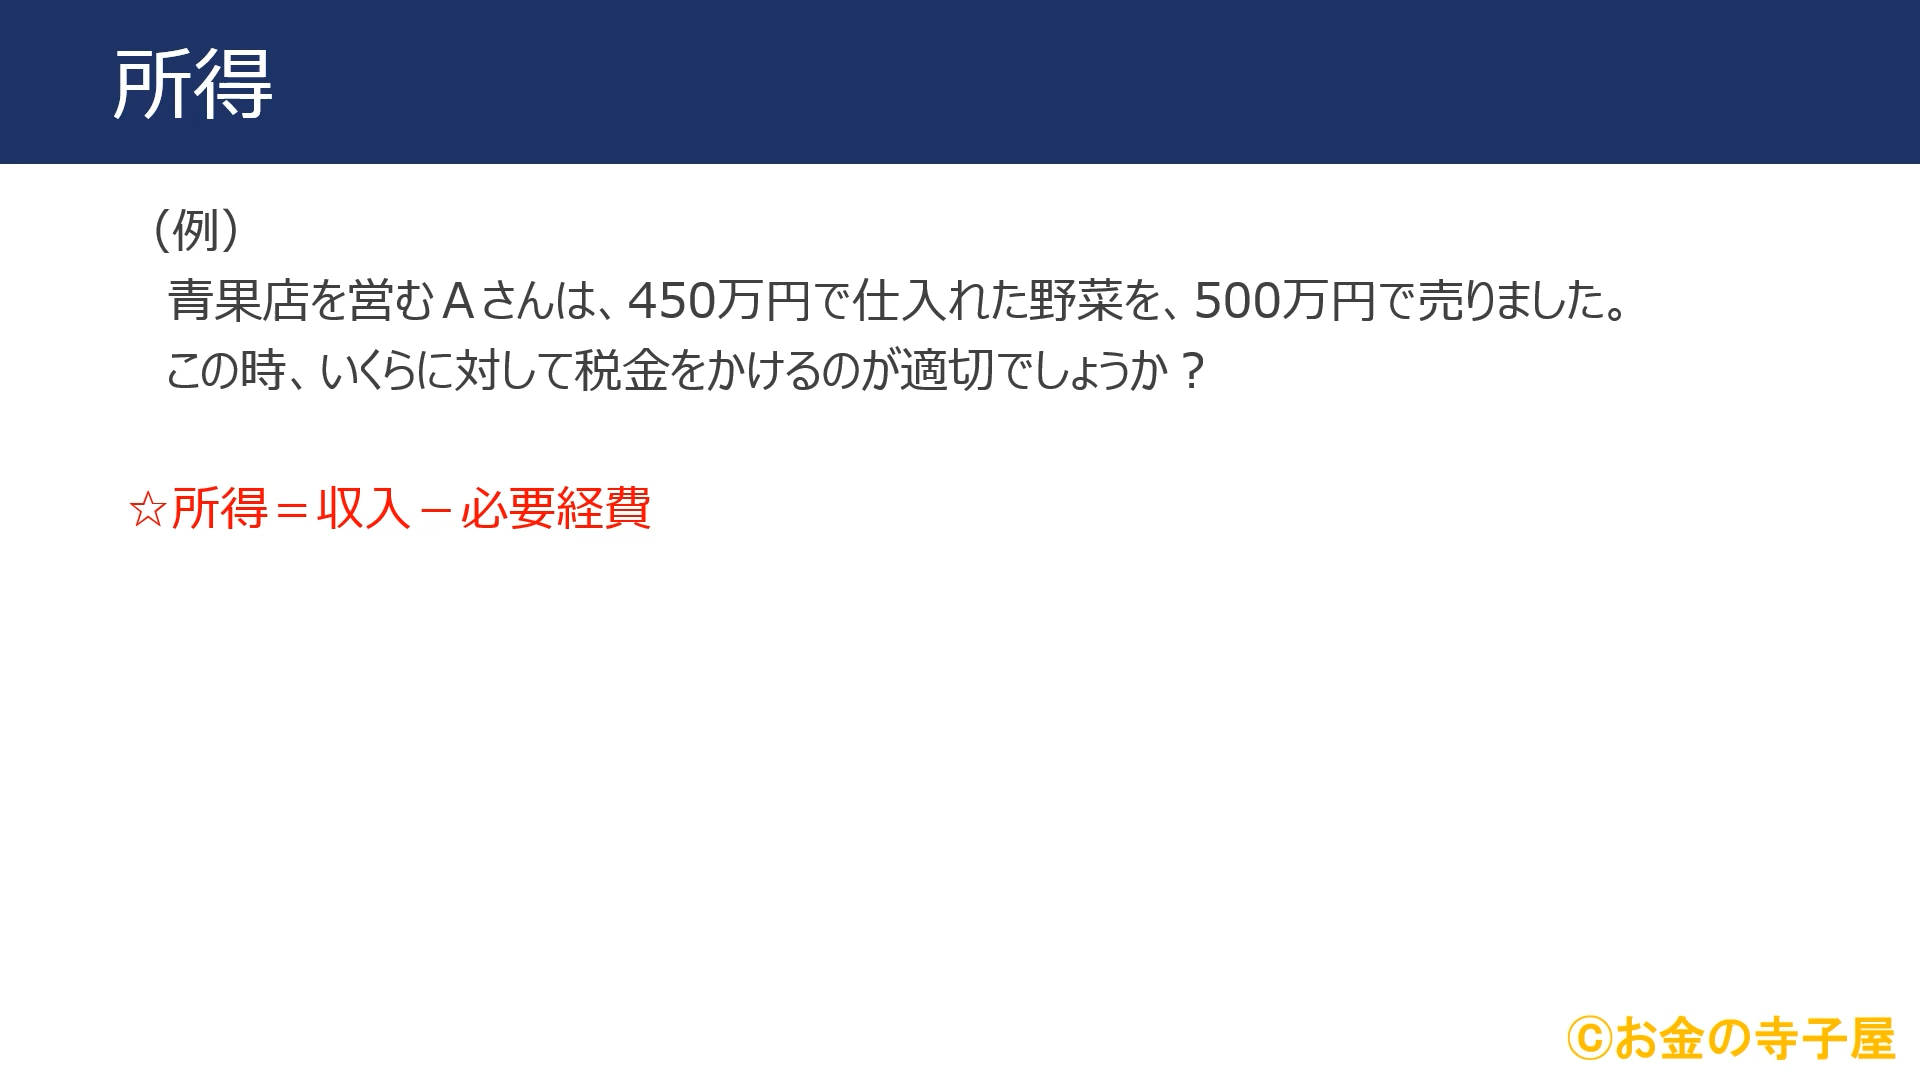 所得
（例）
青果店を営むＡさんは、450万円で仕入れた野菜を、500万円で売りました。
この時、いくらに対して税金をかけるのが適切でしょうか？
☆所得＝収入－必要経費
©お金の寺子屋